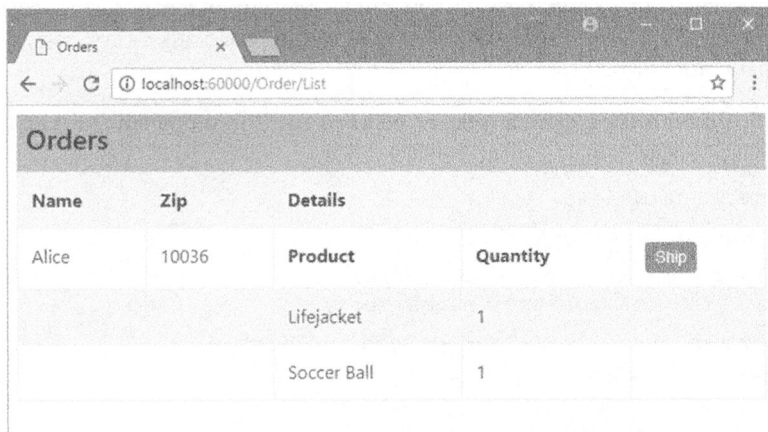 Orders
localhost:60000/Order/List
Orders
Name Zip Details
Alice 10036 Product Quantity Ship
Lifejacket 1
Soccer Ball 1